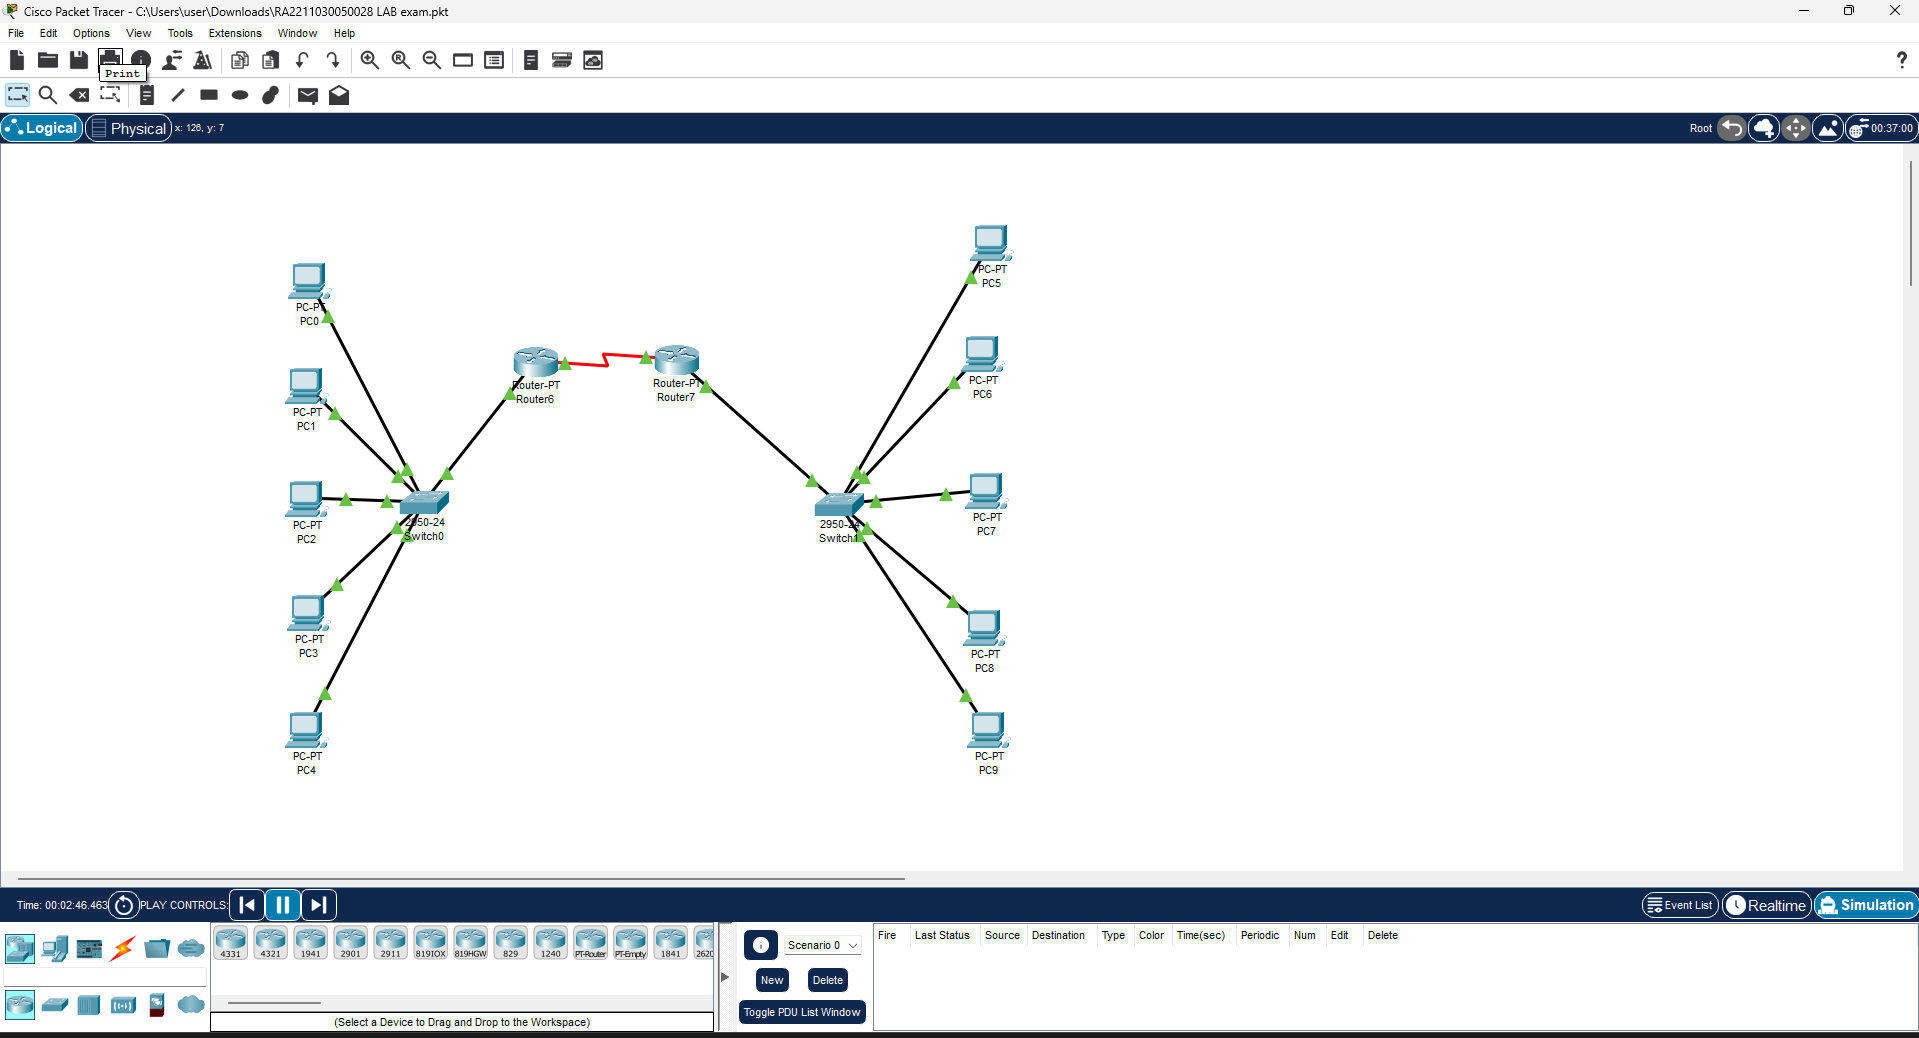 Cisco Packet Tracer - C:\Users\user\Downloads\RA2211030050028 LAB exam.pkt
File Edit Options View Tools Extensions Window Help
Print
Logical Physical x: 126, y: 7
Root 00:37:00
PC-PT
PC5
PC-PT
PC0
PC-PT
PC6
Router-PT
Router6
Router-PT
Router7
PC-PT
PC1
PC-PT
PC7
PC-PT
PC2
2950-24
Switch0
2950-24
Switch1
PC-PT
PC3
PC-PT
PC8
PC-PT
PC4
PC-PT
PC9
Time: 00:02:46.463 PLAY CONTROLS: Event List Realtime Simulation
4331 4321 1941 2901 2911 819IOX 819HGW 829 1240 PT-Router PT-Empty 1841 2620
(Select a Device to Drag and Drop to the Workspace)
Scenario 0
New Delete
Toggle PDU List Window
Fire Last Status Source Destination Type Color Time(sec) Periodic Num Edit Delete